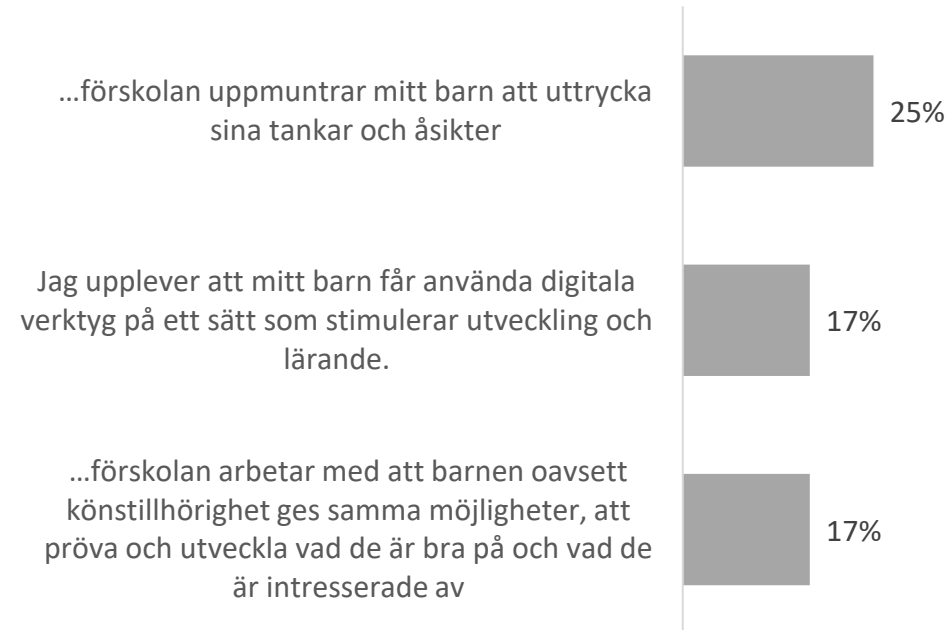 …förskolan uppmuntrar mitt barn att uttrycka
sina tankar och åsikter
25%
Jag upplever att mitt barn får använda digitala
verktyg på ett sätt som stimulerar utveckling och
lärande.
17%
…förskolan arbetar med att barnen oavsett
könstillhörighet ges samma möjligheter, att
pröva och utveckla vad de är bra på och vad de
är intresserade av
17%